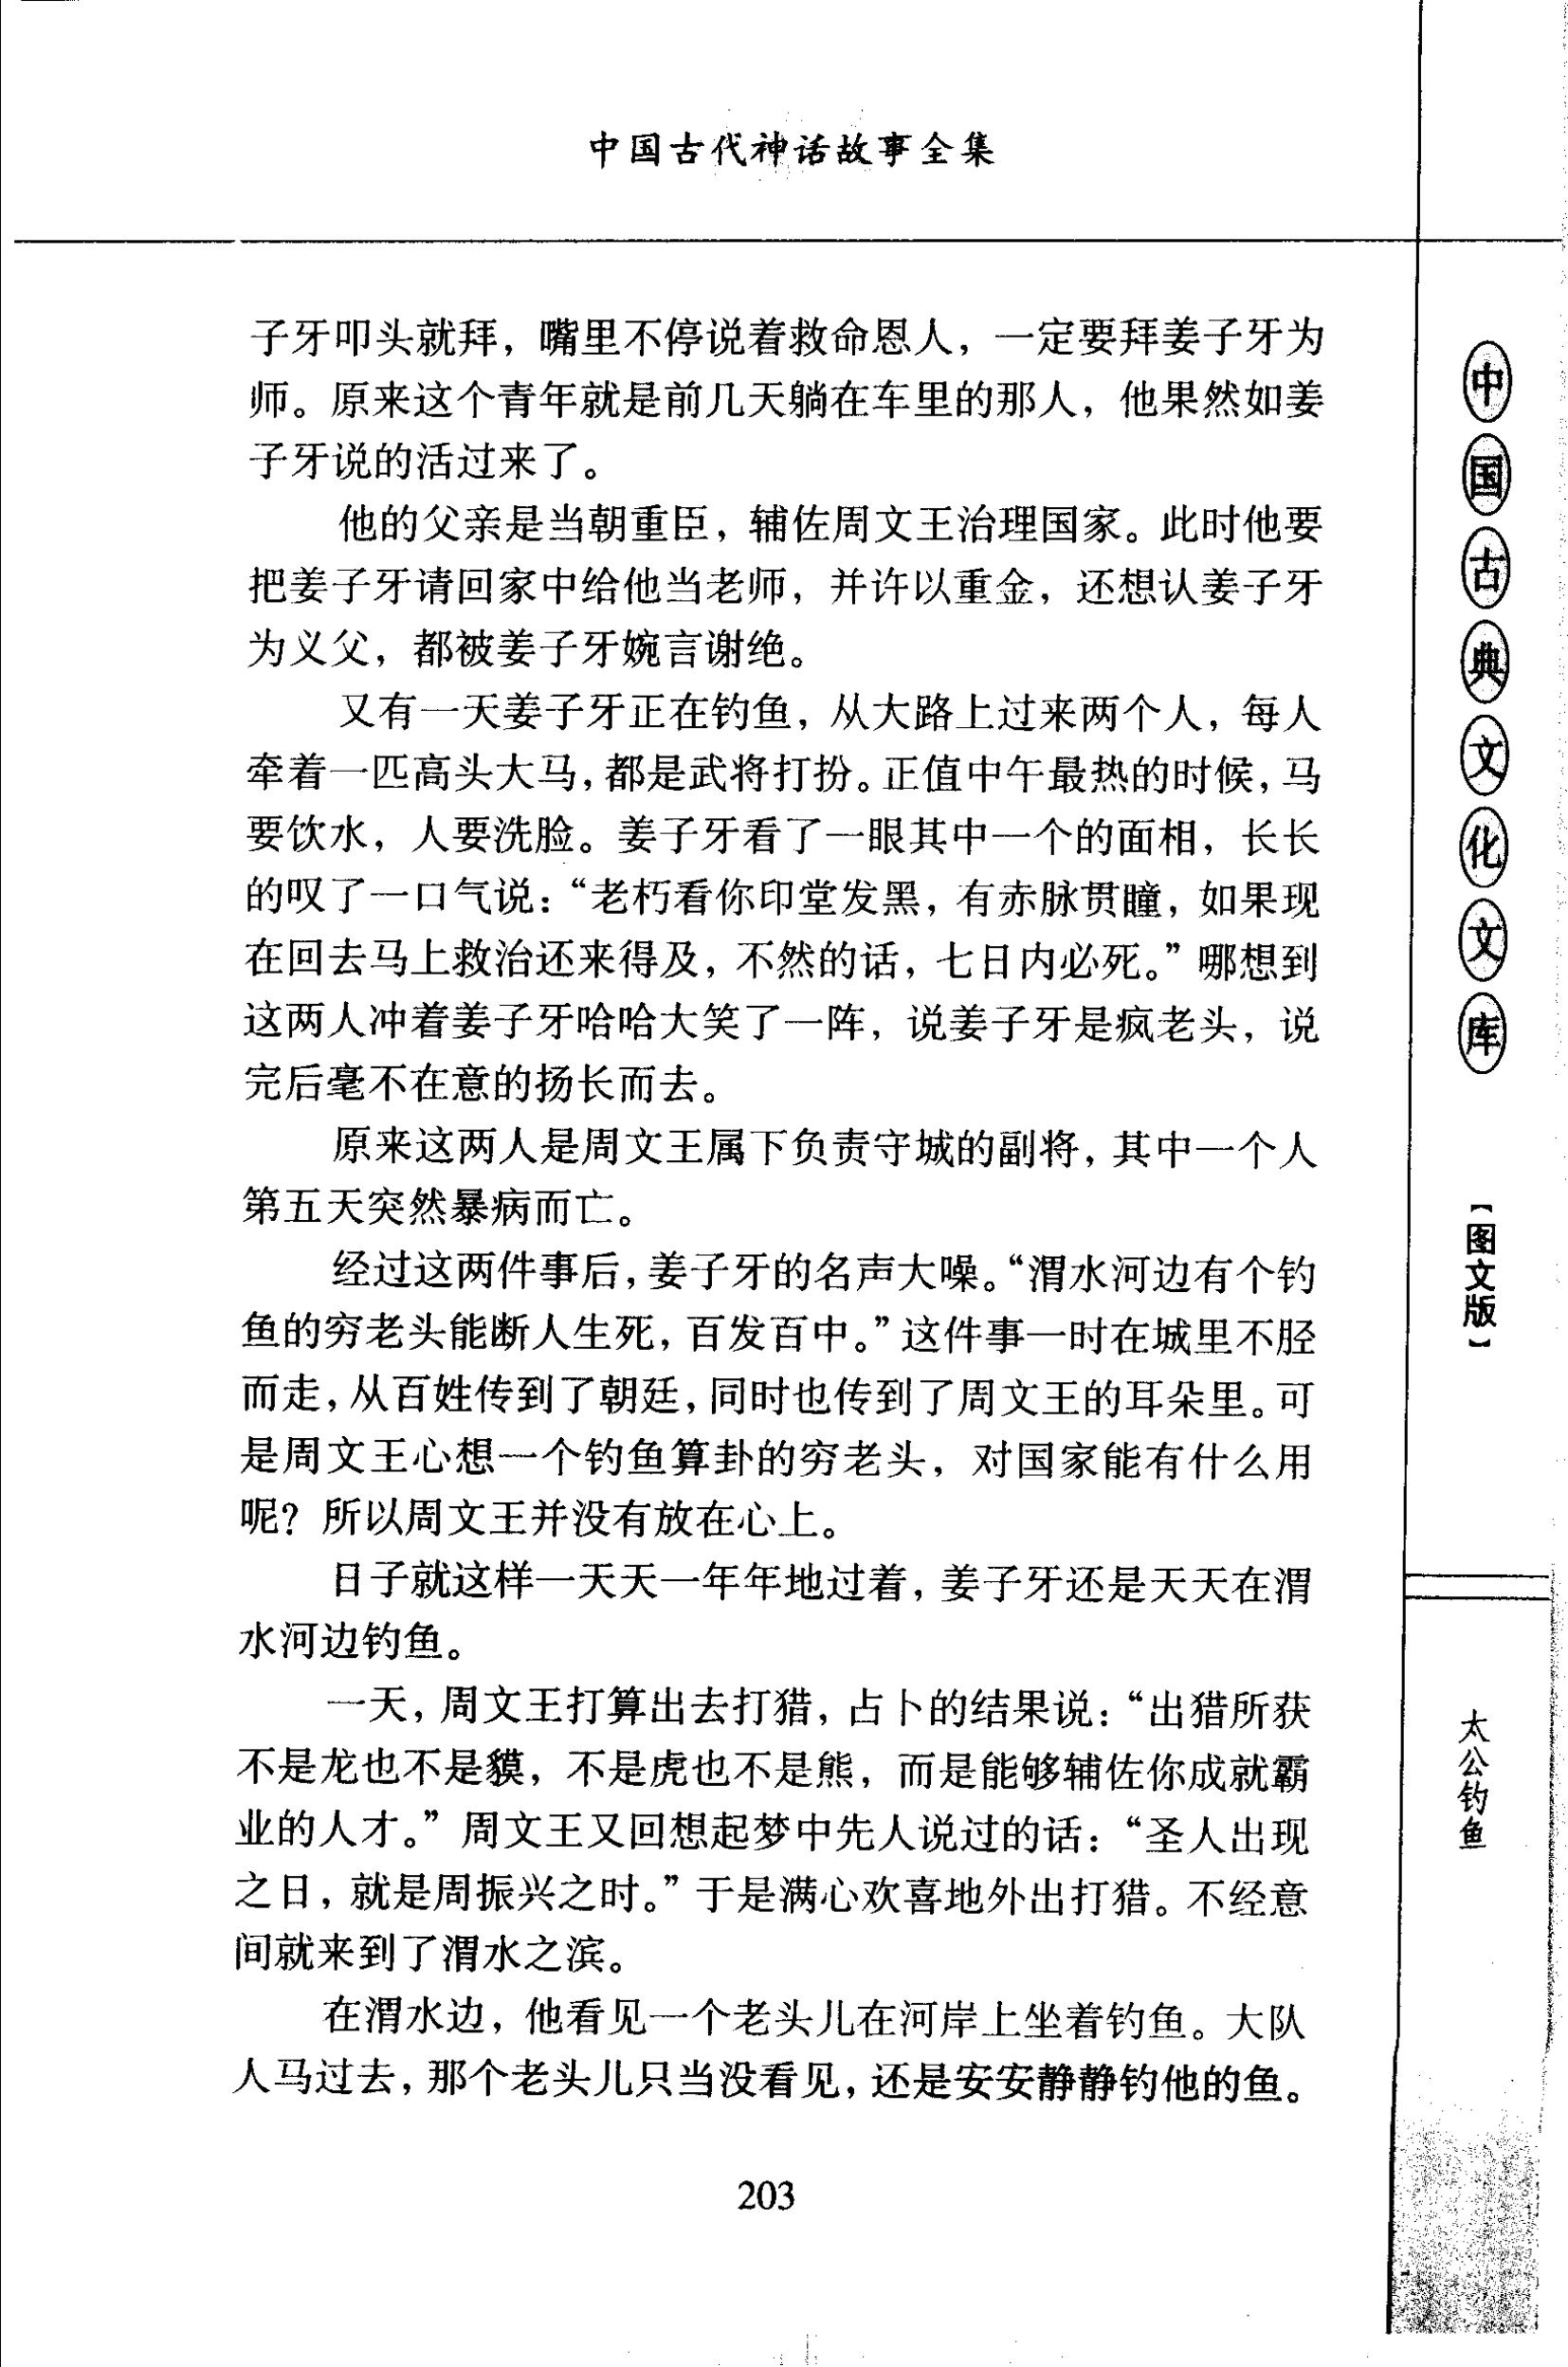 中国古代神话故事全集
子牙叩头就拜，嘴里不停说着救命恩人，一定要拜姜子牙为
师。原来这个青年就是前几天躺在车里的那人，他果然如姜
子牙说的活过来了。
他的父亲是当朝重臣，辅佐周文王治理国家。此时他要
把姜子牙请回家中给他当老师，并许以重金，还想认姜子牙
为义父，都被姜子牙婉言谢绝。
又有一天姜子牙正在钓鱼，从大路上过来两个人，每人
牵着一匹高头大马，都是武将打扮。正值中午最热的时候，马
要饮水，人要洗脸。姜子牙看了一眼其中一个的面相，长长
的叹了一口气说：“老朽看你印堂发黑，有赤脉贯瞳，如果现
在回去马上救治还来得及，不然的话，七日内必死。”哪想到
这两人冲着姜子牙哈哈大笑了一阵，说姜子牙是疯老头，说
完后毫不在意的扬长而去。
原来这两人是周文王属下负责守城的副将，其中一个人
第五天突然暴病而亡。
经过这两件事后，姜子牙的名声大噪。“渭水河边有个钓
鱼的穷老头能断人生死，百发百中。”这件事一时在城里不胫
而走，从百姓传到了朝廷，同时也传到了周文王的耳朵里。可
是周文王心想一个钓鱼算卦的穷老头，对国家能有什么用
呢？所以周文王并没有放在心上。
日子就这样一天天一年年地过着，姜子牙还是天天在渭
水河边钓鱼。
一天，周文王打算出去打猎，占卜的结果说：“出猎所获
不是龙也不是貘，不是虎也不是熊，而是能够辅佐你成就霸
业的人才。”周文王又回想起梦中先人说过的话：“圣人出现
之日，就是周振兴之时。”于是满心欢喜地外出打猎。不经意
间就来到了渭水之滨。
在渭水边，他看见一个老头儿在河岸上坐着钓鱼。大队
人马过去，那个老头儿只当没看见，还是安安静静钓他的鱼。
203
中国古典文化文库
【图文版】
太公钓鱼